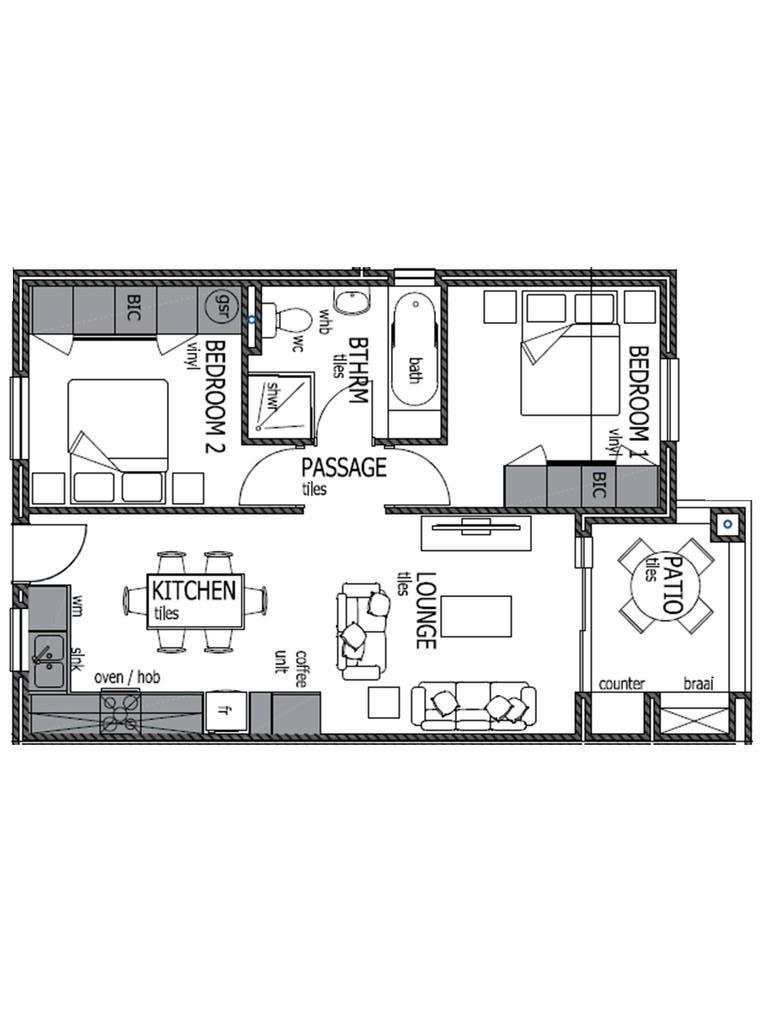 BIC
gsr
vinyl
BEDROOM 2
wc
whb
BTHRM
tiles
shwr
bath
BEDROOM 1
vinyl
BIC
PASSAGE
tiles
KITCHEN
tiles
wm
sink
oven / hob
fr
coffee
unit
LOUNGE
tiles
PATIO
tiles
counter
braai